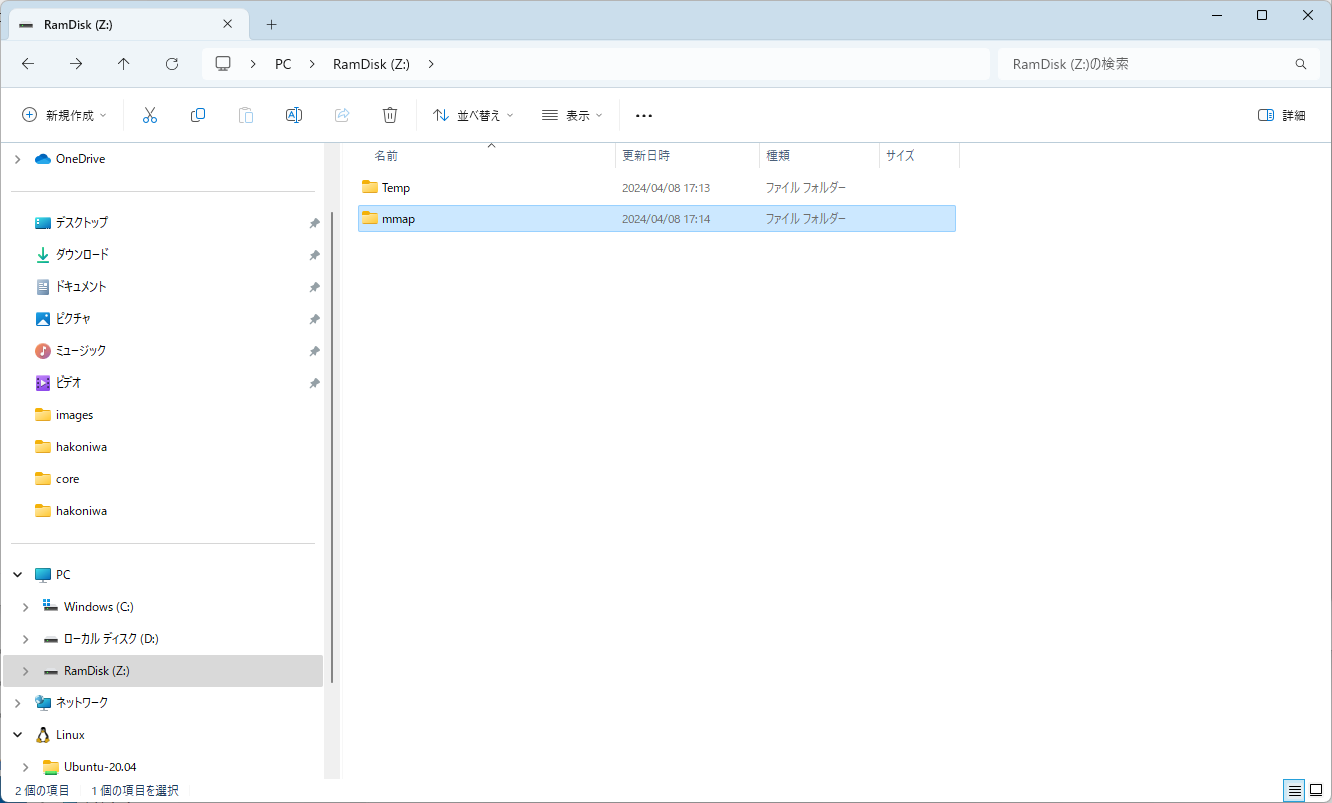 RamDisk (Z:)
PC RamDisk (Z:)
RamDisk (Z:)の検索
新規作成 並べ替え 表示 詳細
名前 更新日時 種類 サイズ
Temp 2024/04/08 17:13 ファイル フォルダー
mmap 2024/04/08 17:14 ファイル フォルダー
OneDrive
デスクトップ
ダウンロード
ドキュメント
ピクチャ
ミュージック
ビデオ
images
hakoniwa
core
hakoniwa
PC
Windows (C:)
ローカル ディスク (D:)
RamDisk (Z:)
ネットワーク
Linux
Ubuntu-20.04
2 個の項目 1 個の項目を選択